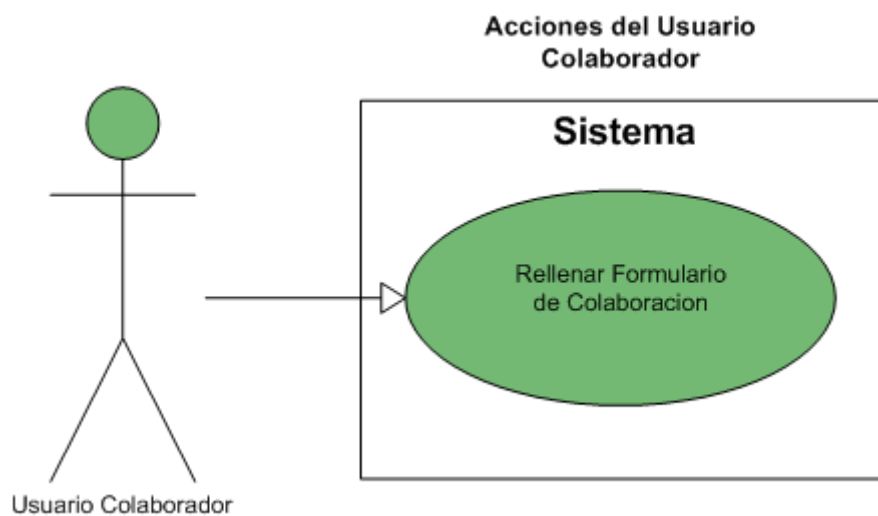 Acciones del Usuario
Colaborador
Sistema
Rellenar Formulario
de Colaboracion
Usuario Colaborador